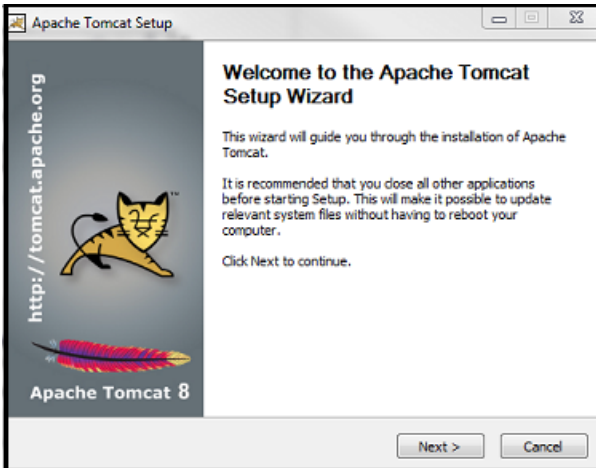 Apache Tomcat Setup
http://tomcat.apache.org
Welcome to the Apache Tomcat
Setup Wizard
This wizard will guide you through the installation of Apache
Tomcat.
It is recommended that you close all other applications
before starting Setup. This will make it possible to update
relevant system files without having to reboot your
computer.
Click Next to continue.
TM
Apache Tomcat 8
Next >
Cancel